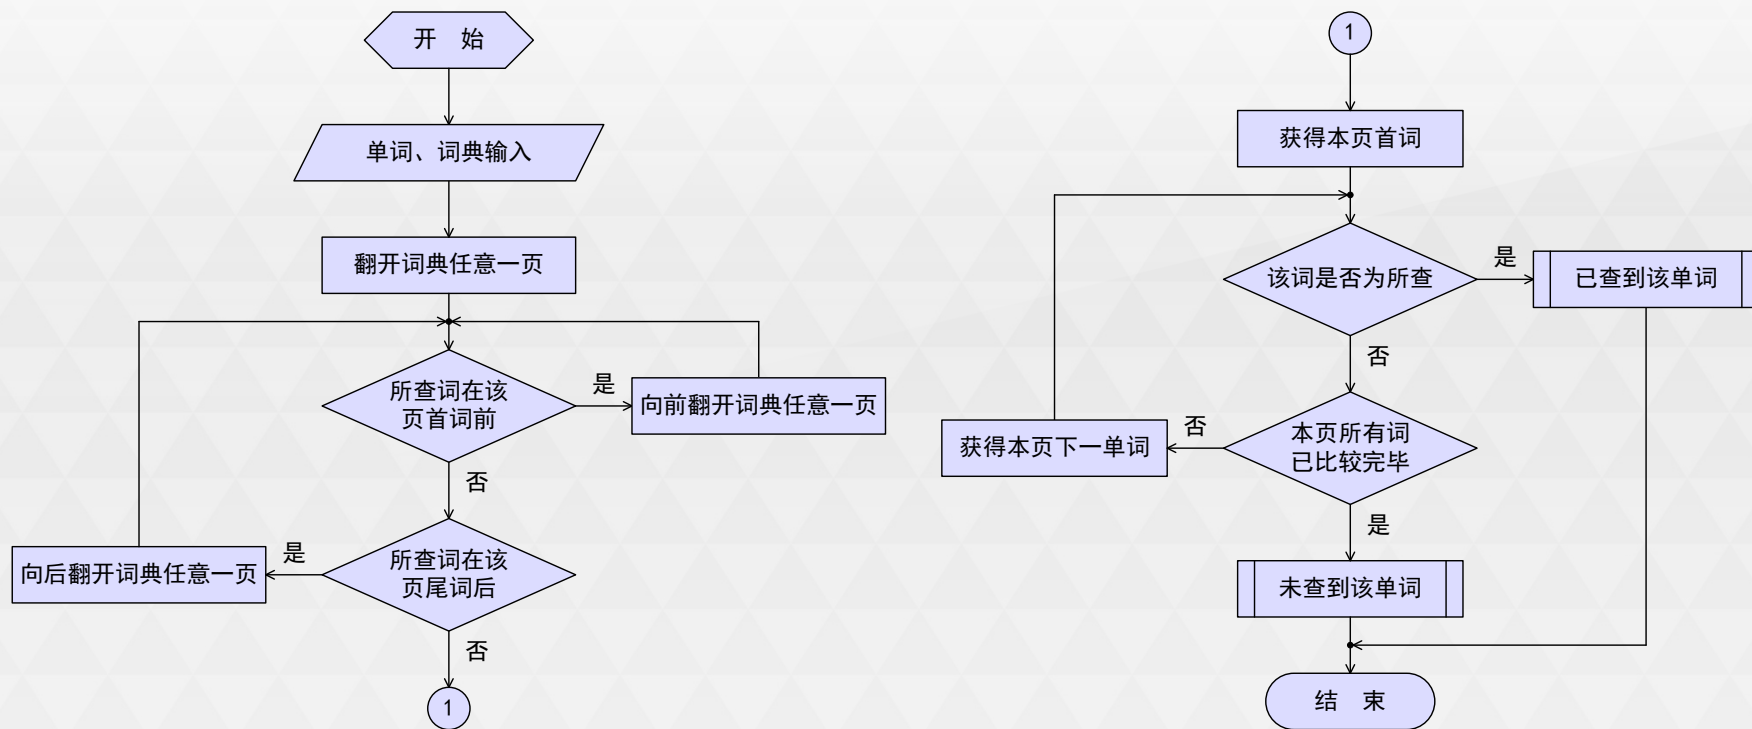 开 始
单词、词典输入
翻开词典任意一页
所查词在该
页首词前
是
向前翻开词典任意一页
否
所查词在该
页尾词后
是
向后翻开词典任意一页
否
1
1
获得本页首词
该词是否为所查
是
已查到该单词
否
本页所有词
已比较完毕
否
获得本页下一单词
是
未查到该单词
结 束